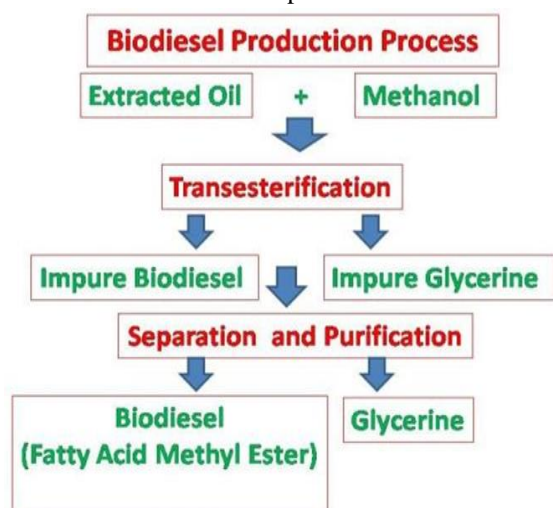 Biodiesel Production Process
Extracted Oil + Methanol
Transesterification
Impure Biodiesel Impure Glycerine
Separation and Purification
Biodiesel Glycerine
(Fatty Acid Methyl Ester)